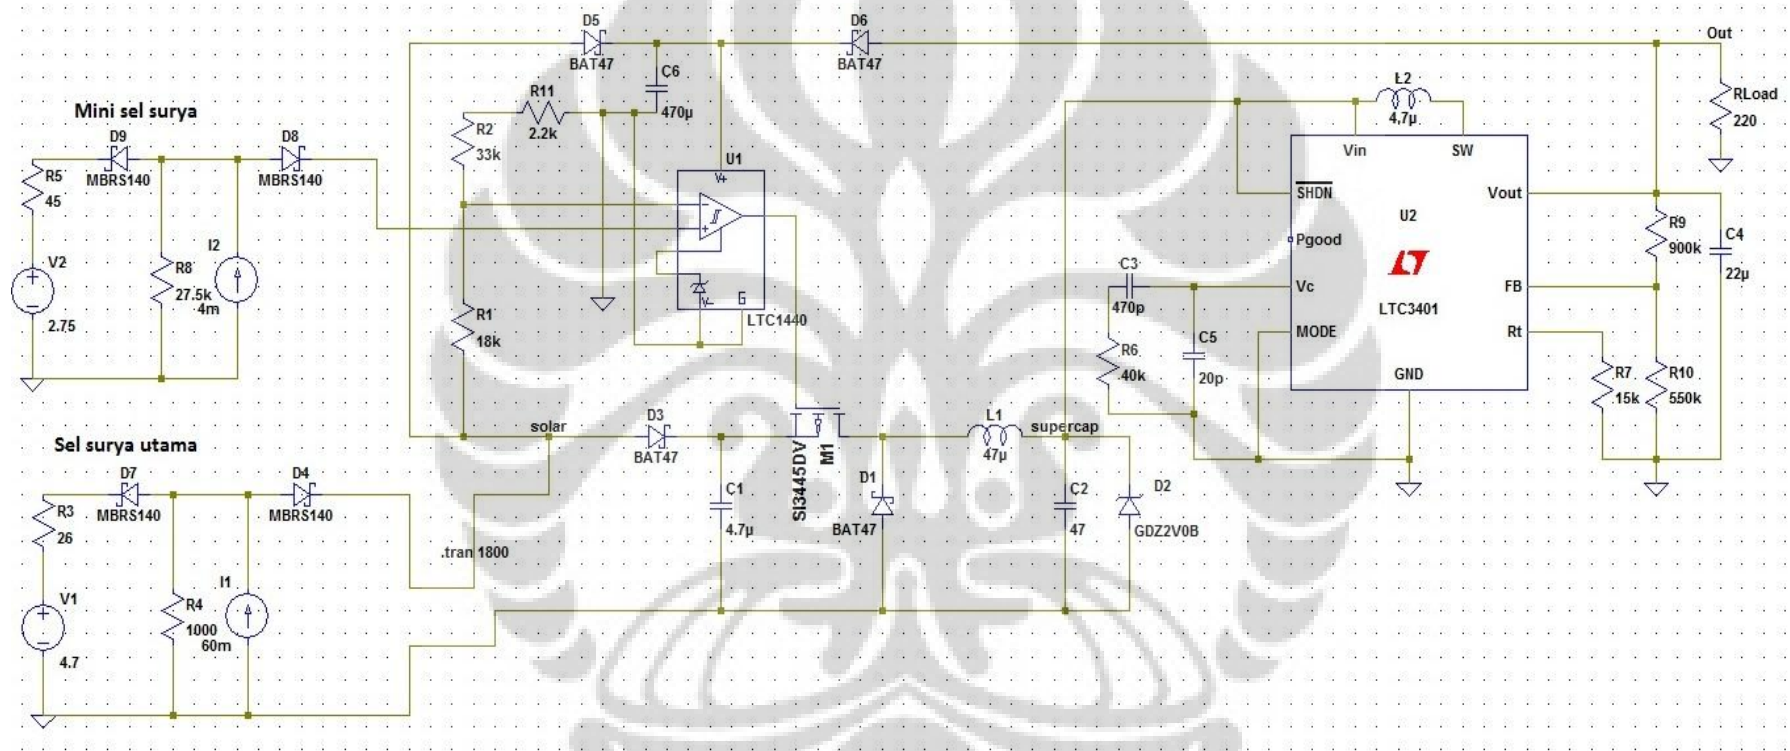 D5
BAT47
D6
BAT47
Out
C6
470µ
R11
2.2k
R2
33k
L2
4,7µ
RLoad
220
Mini sel surya
D9
MBRS140
D8
MBRS140
R5
45
V2
2.75
R8
27.5k
I2
4m
U1
V+
V-
G
LTC1440
R1
18k
Vin
SW
SHDN
Pgood
Vc
MODE
GND
Vout
FB
Rt
U2
LTC3401
R9
900k
C4
22µ
C3
470p
C5
20p
R6
40k
R7
15k
R10
550k
Sel surya utama
D7
MBRS140
D4
MBRS140
R3
26
V1
4.7
R4
1000
I1
60m
.tran 1800
solar
D3
BAT47
C1
4.7µ
SI3445DV
M1
D1
BAT47
L1
47µ
supercap
C2
47
D2
GDZ2V0B